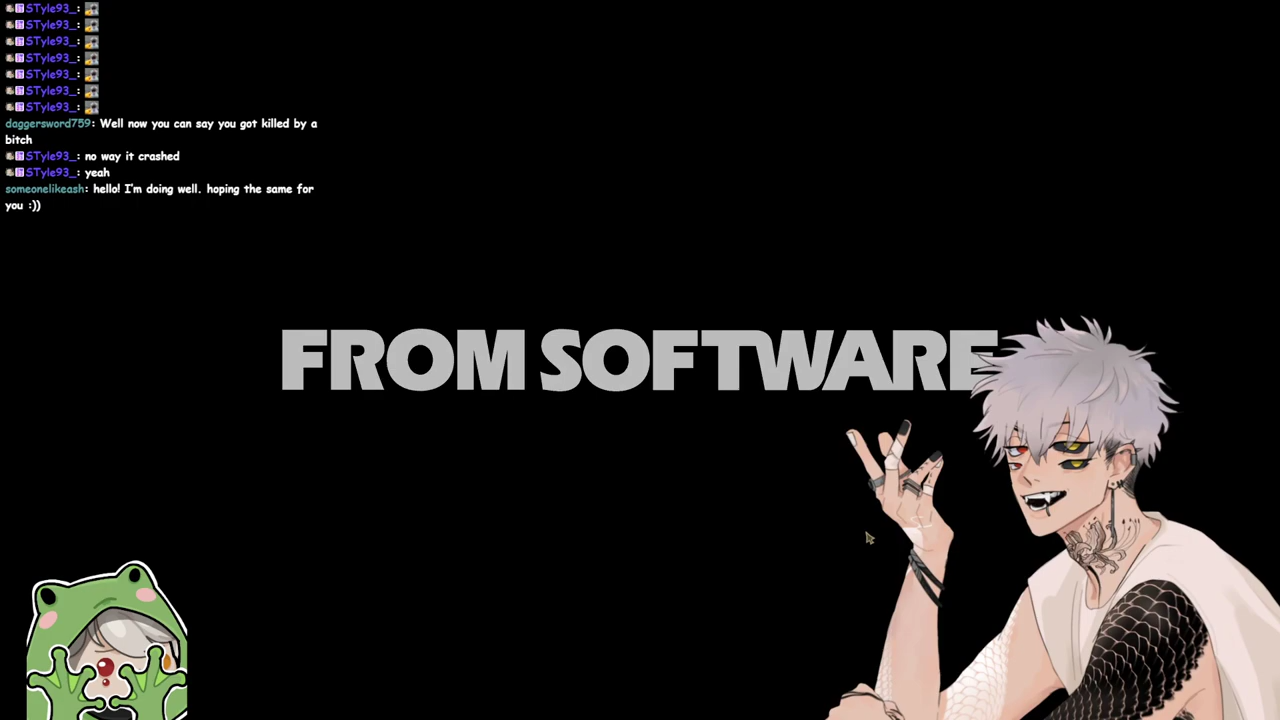 STyle93_:
STyle93_:
STyle93_:
STyle93_:
STyle93_:
STyle93_:
STyle93_:
daggersword759: Well now you can say you got killed by a
bitch
STyle93_: no way it crashed
STyle93_: yeah
someonelikeash: hello! I'm doing well. hoping the same for
you :))
FROM SOFTWARE